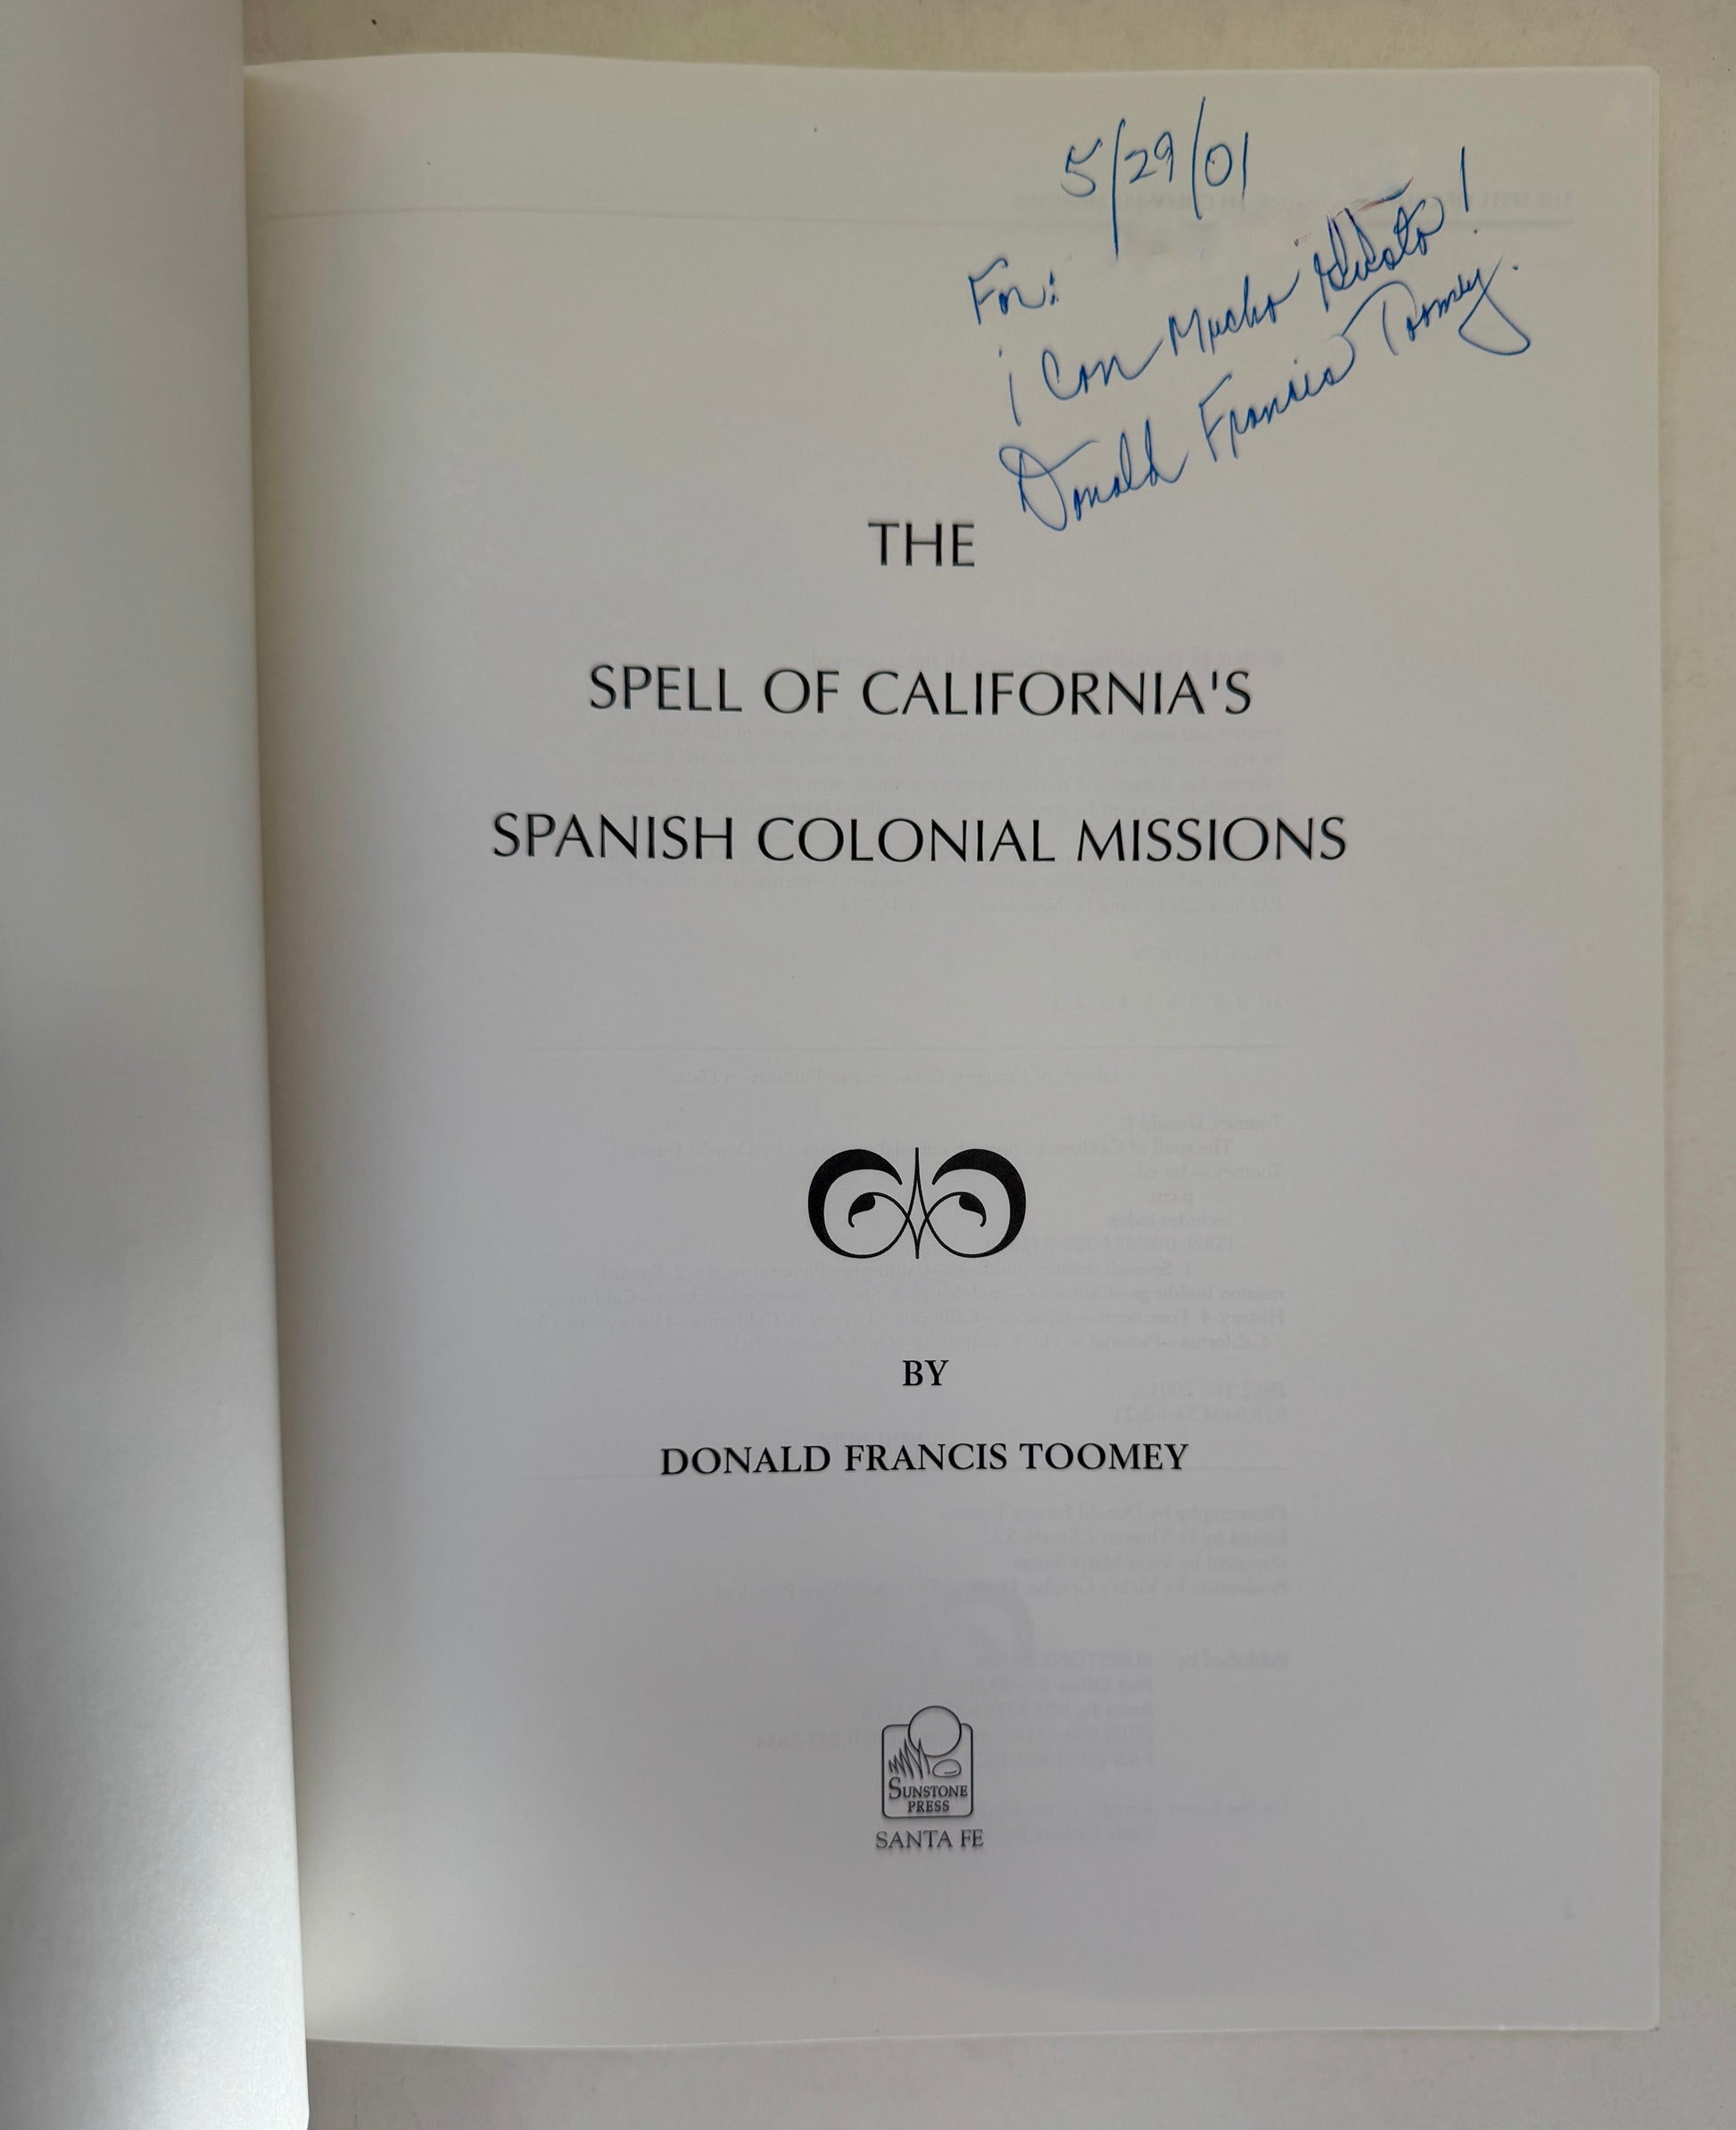 5/29/01
For:
¡Con Mucho Gusto!
Donald Francis Toomey.
THE
SPELL OF CALIFORNIA'S
SPANISH COLONIAL MISSIONS
BY
DONALD FRANCIS TOOMEY
SUNSTONE
PRESS
SANTA FE